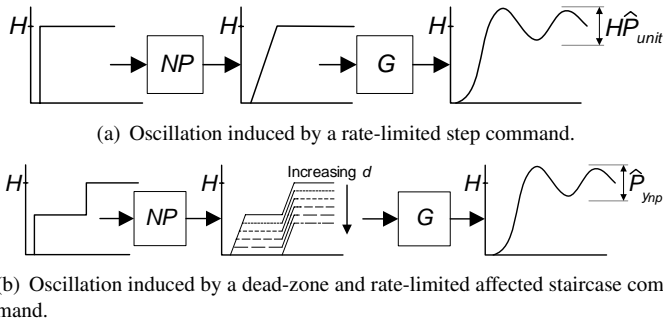 H
NP
H
G
H
HP̂unit
(a) Oscillation induced by a rate-limited step command.
H
NP
H
Increasing d
G
H
P̂ynp
(b) Oscillation induced by a dead-zone and rate-limited affected staircase com-
mand.